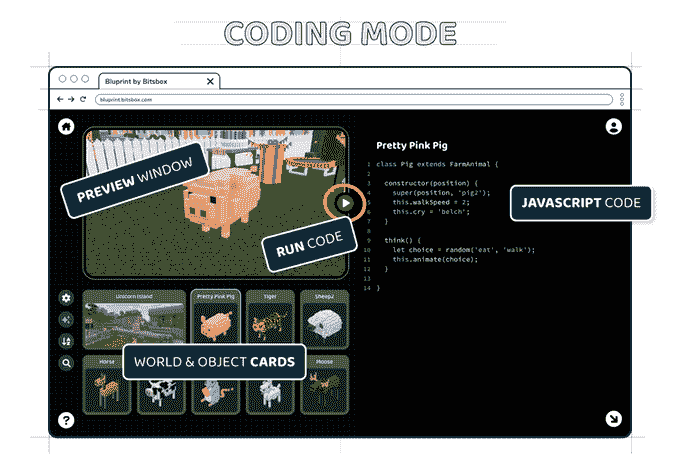 CODING MODE
Bluprint by Bitsbox
bluprint.bitsbox.com
PREVIEW WINDOW
RUN CODE
Unicorn Island
Pretty Pink Pig
Tiger
Sheep2
Horse
Moose
WORLD & OBJECT CARDS
?
Pretty Pink Pig
1 class Pig extends FarmAnimal {
2
3 constructor(position) {
4 super(position, 'pig2');
5 this.walkSpeed = 2;
6 this.cry = 'belch';
7 }
8
9 think() {
10 let choice = random('eat', 'walk');
11 this.animate(choice);
12 }
13
14 }
JAVASCRIPT CODE